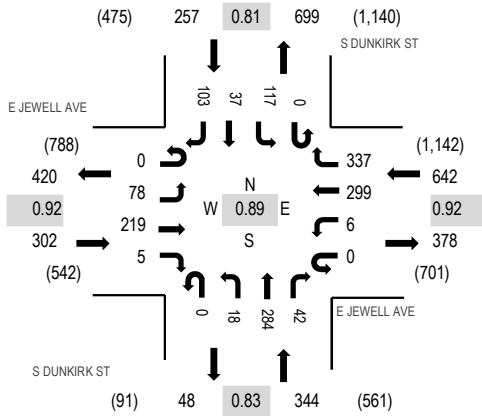 (475) 257 0.81 699 (1,140)
S DUNKIRK ST
103 37 117 0
E JEWELL AVE
(788) (1,142)
0 337
420 642
78 N 299
0.92 W 0.89 E 0.92
219 6
302 S 378
5 0
(542) (701)
0 18 284 42
E JEWELL AVE
S DUNKIRK ST
(91) 48 0.83 344 (561)